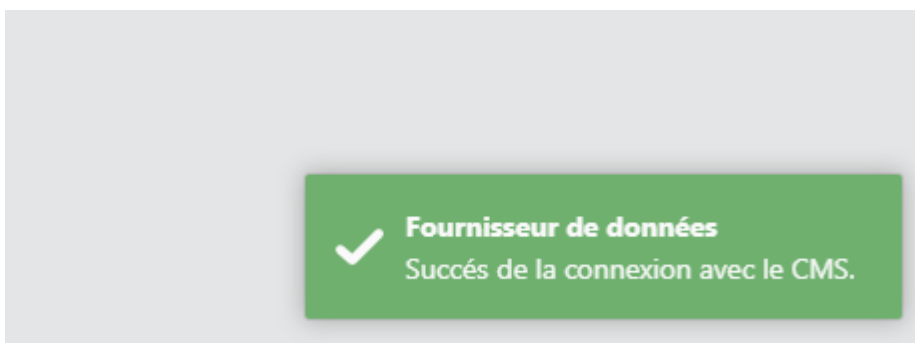 Fournisseur de données
Succés de la connexion avec le CMS.